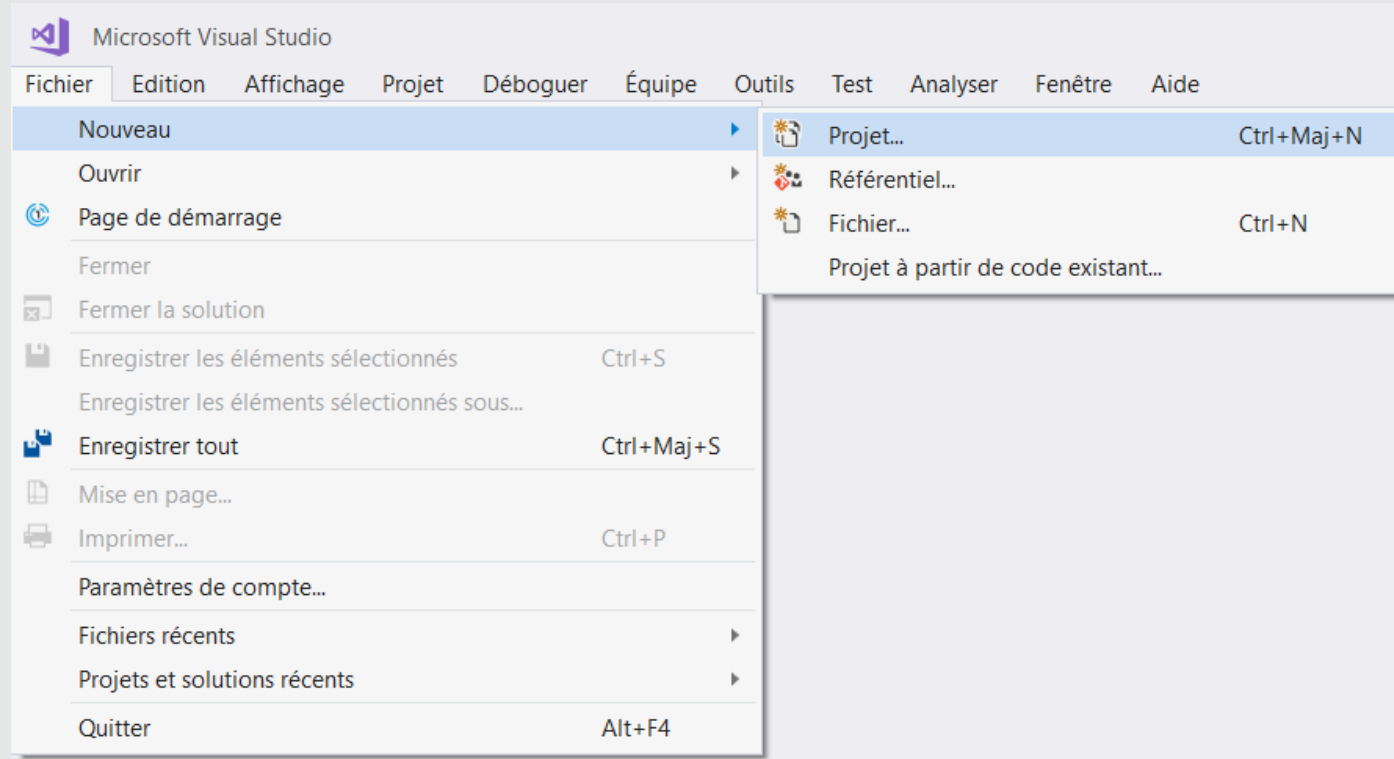 Microsoft Visual Studio
Fichier Edition Affichage Projet Déboguer Équipe Outils Test Analyser Fenêtre Aide
Nouveau
Ouvrir
Page de démarrage
Fermer
Fermer la solution
Enregistrer les éléments sélectionnés Ctrl+S
Enregistrer les éléments sélectionnés sous...
Enregistrer tout Ctrl+Maj+S
Mise en page...
Imprimer... Ctrl+P
Paramètres de compte...
Fichiers récents
Projets et solutions récents
Quitter Alt+F4
Projet... Ctrl+Maj+N
Référentiel...
Fichier... Ctrl+N
Projet à partir de code existant...